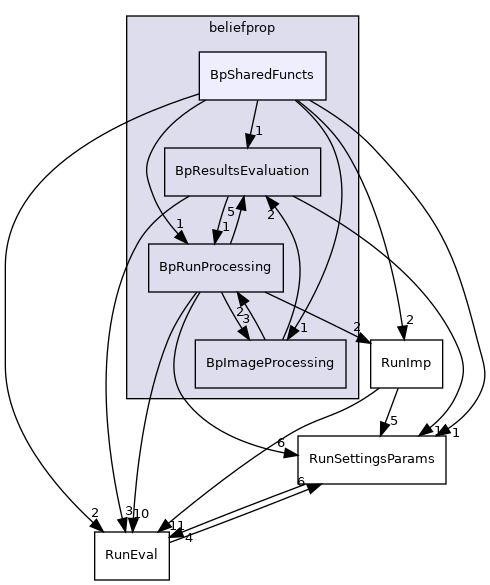 beliefprop
BpSharedFuncts
1
BpResultsEvaluation
5
2
1
1
BpRunProcessing
2
3
1
2
2
BpImageProcessing
RunImp
5
1
1
6
RunSettingsParams
6
2
3
10
11
4
RunEval